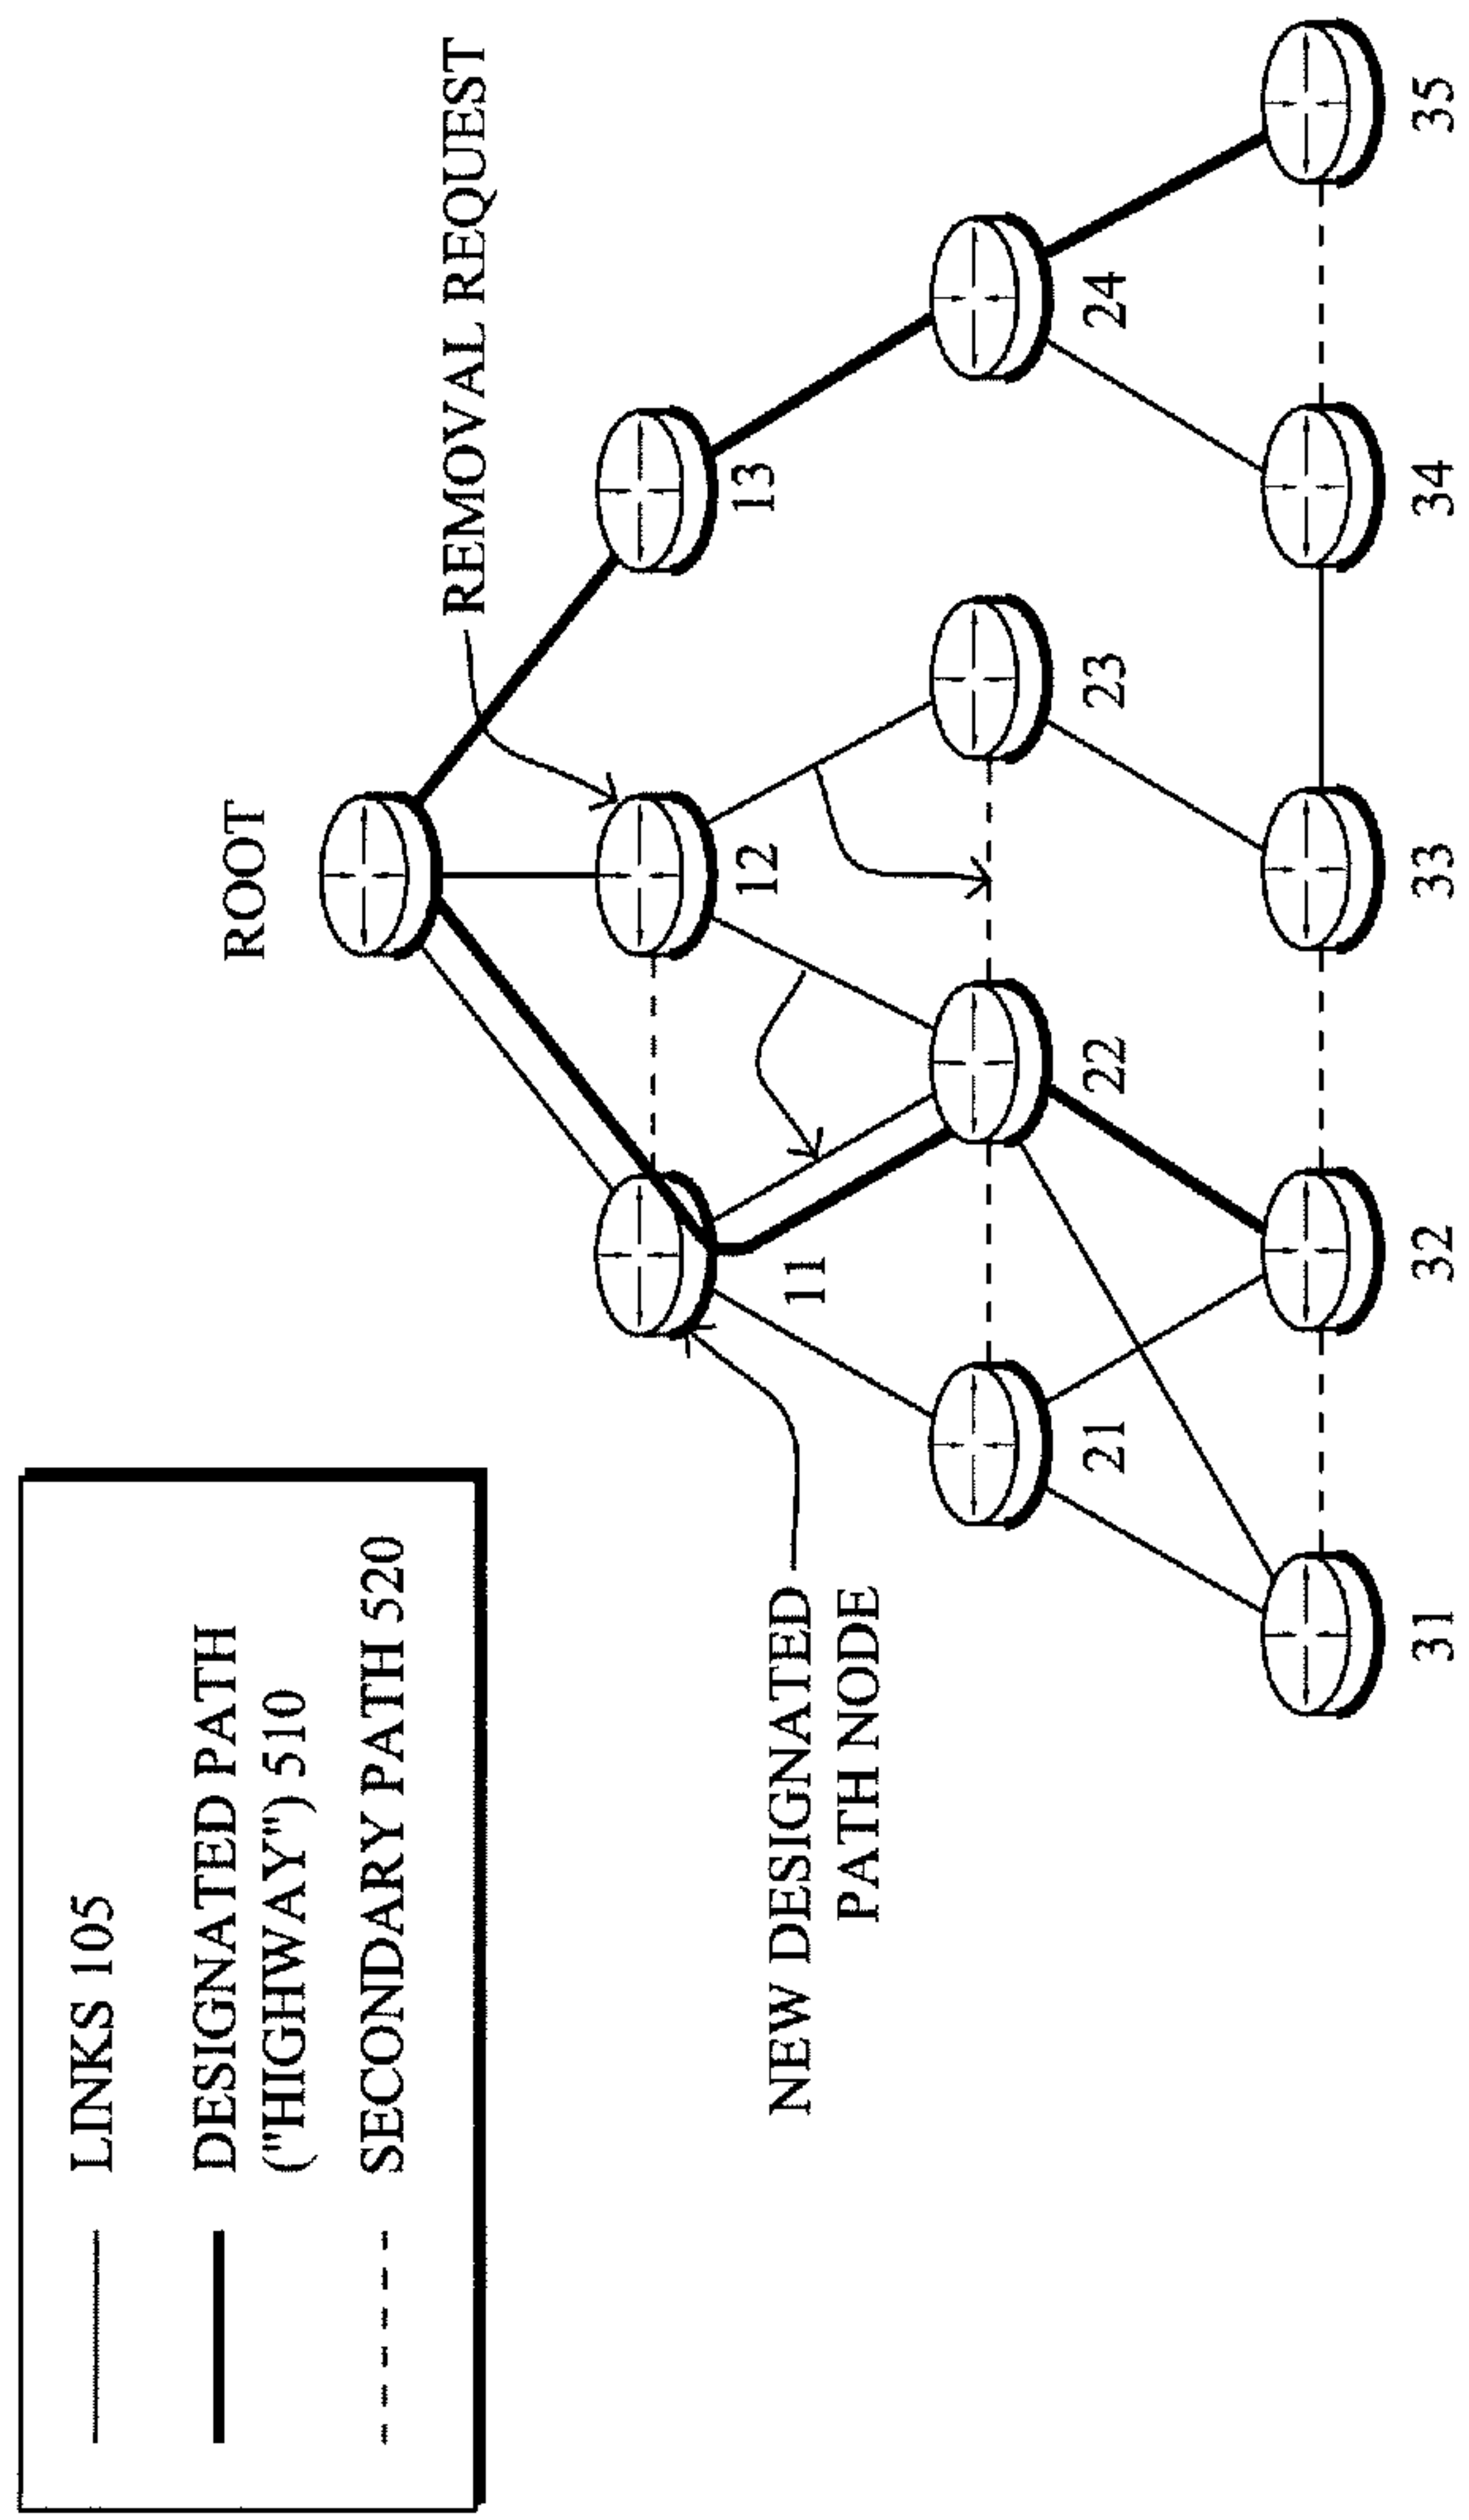 LINKS 105
DESIGNATED PATH
("HIGHWAY") 510
SECONDARY PATH 520
ROOT
REMOVAL REQUEST
NEW DESIGNATED
PATH NODE
11
12
13
21
22
23
24
31
32
33
34
35